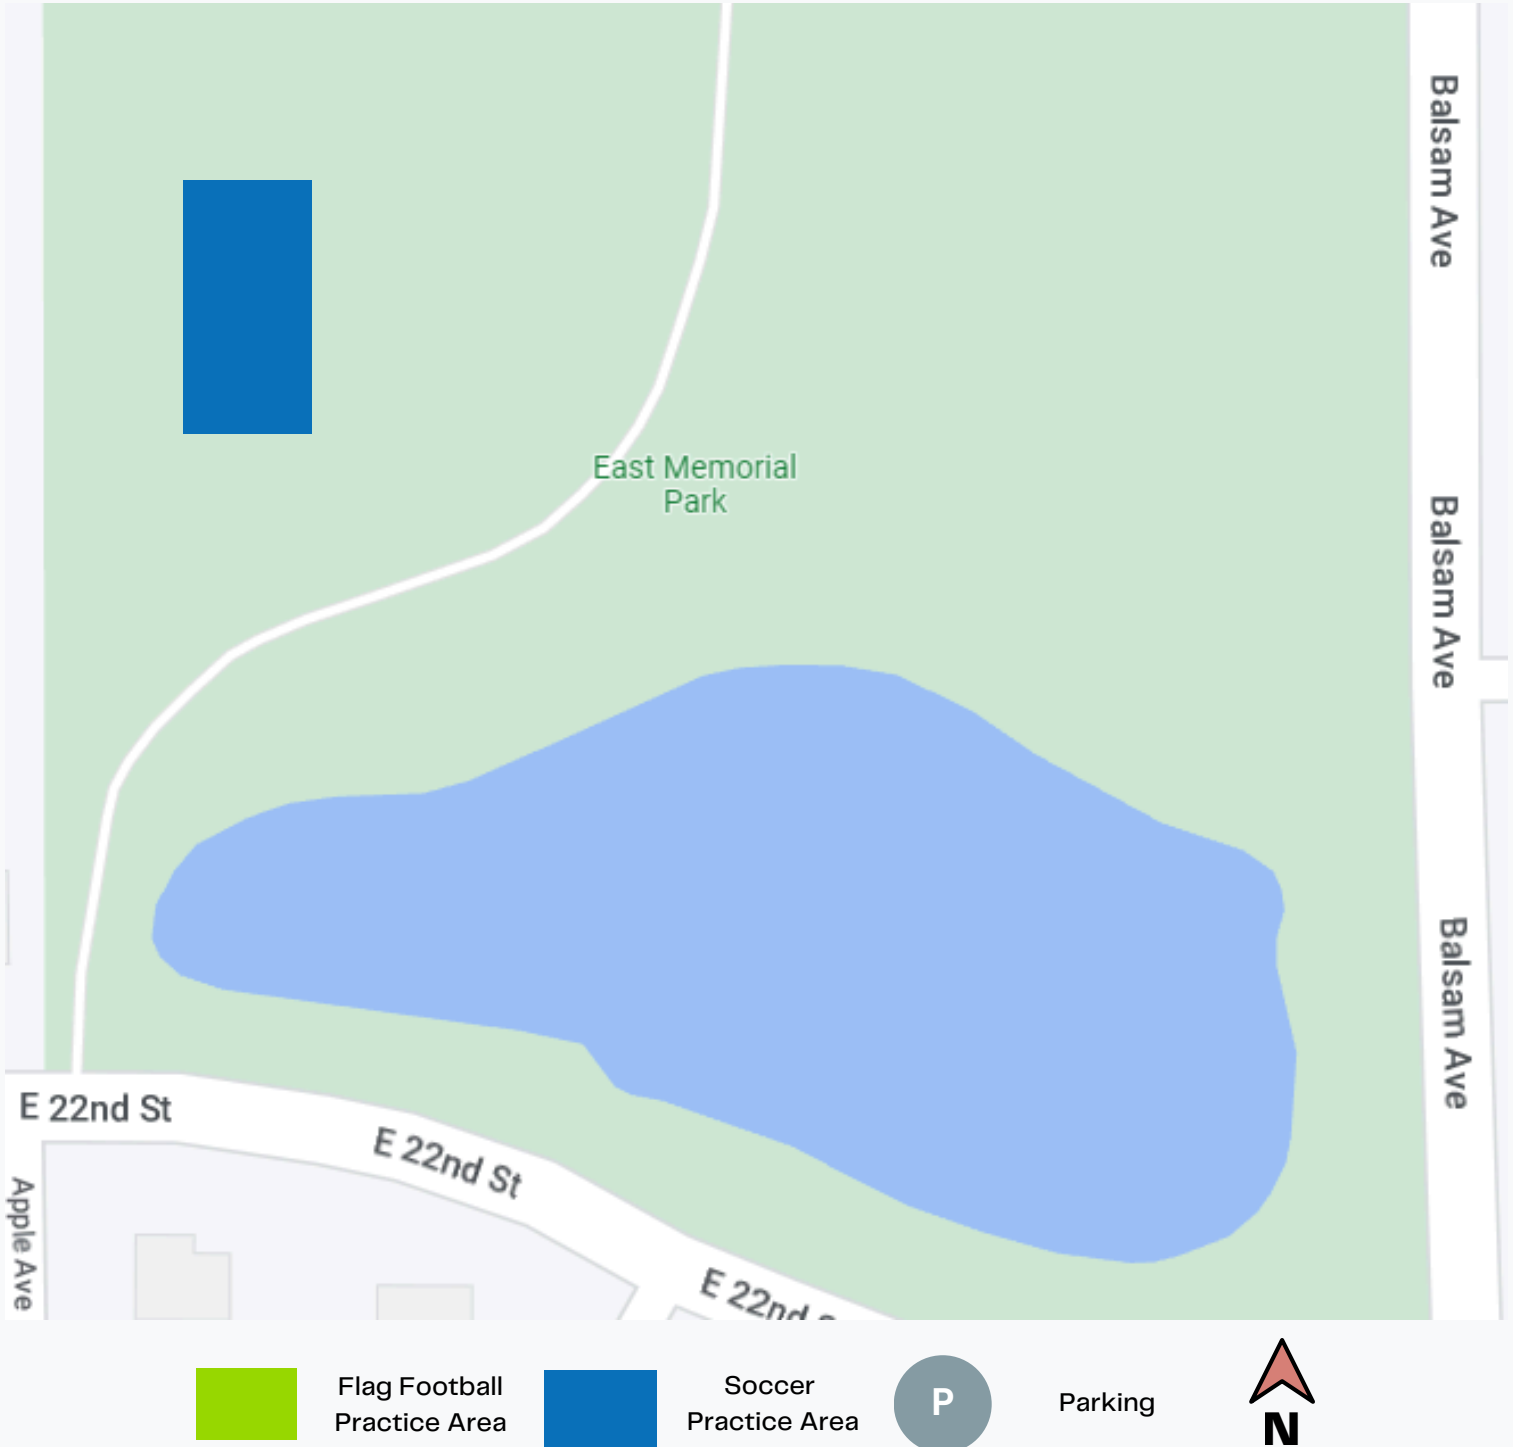 Balsam Ave
East Memorial
Park
Balsam Ave
Balsam Ave
E 22nd St
E 22nd St
Apple Ave
E 22nd
Flag Football
Practice Area
Soccer
Practice Area
P
Parking
N